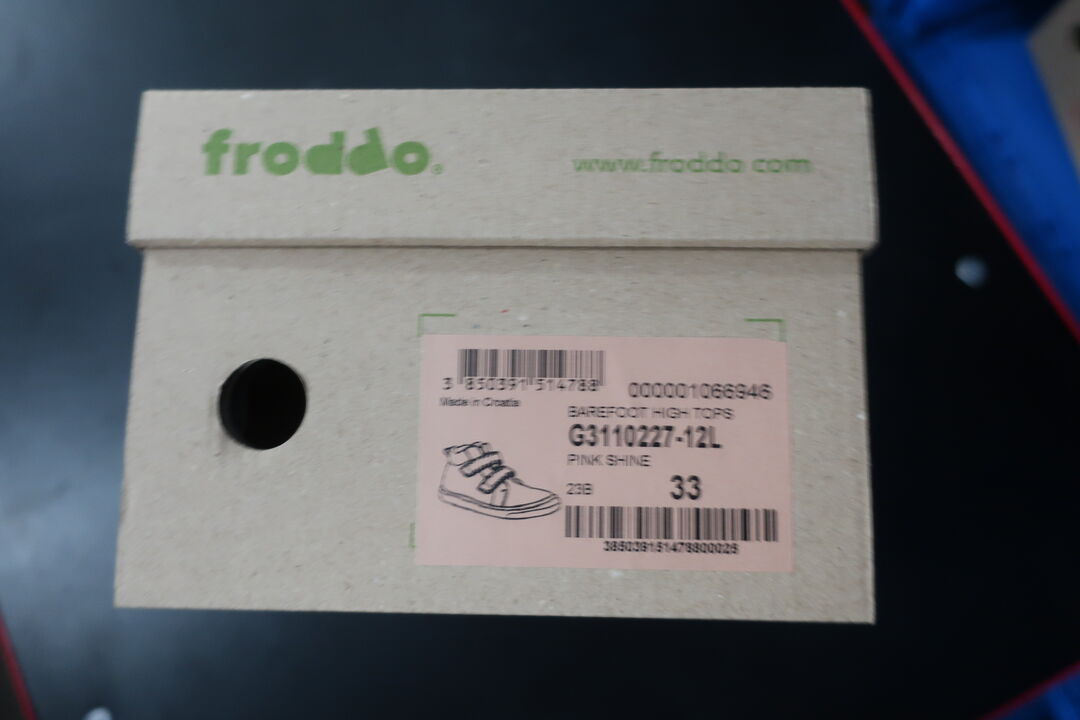 froddo®
www.froddo.com
3 850391 514788
000001066946
Made in Croatia
BAREFOOT HIGH TOPS
G3110227-12L
PINK SHINE
23B
33
38503915147880002​6